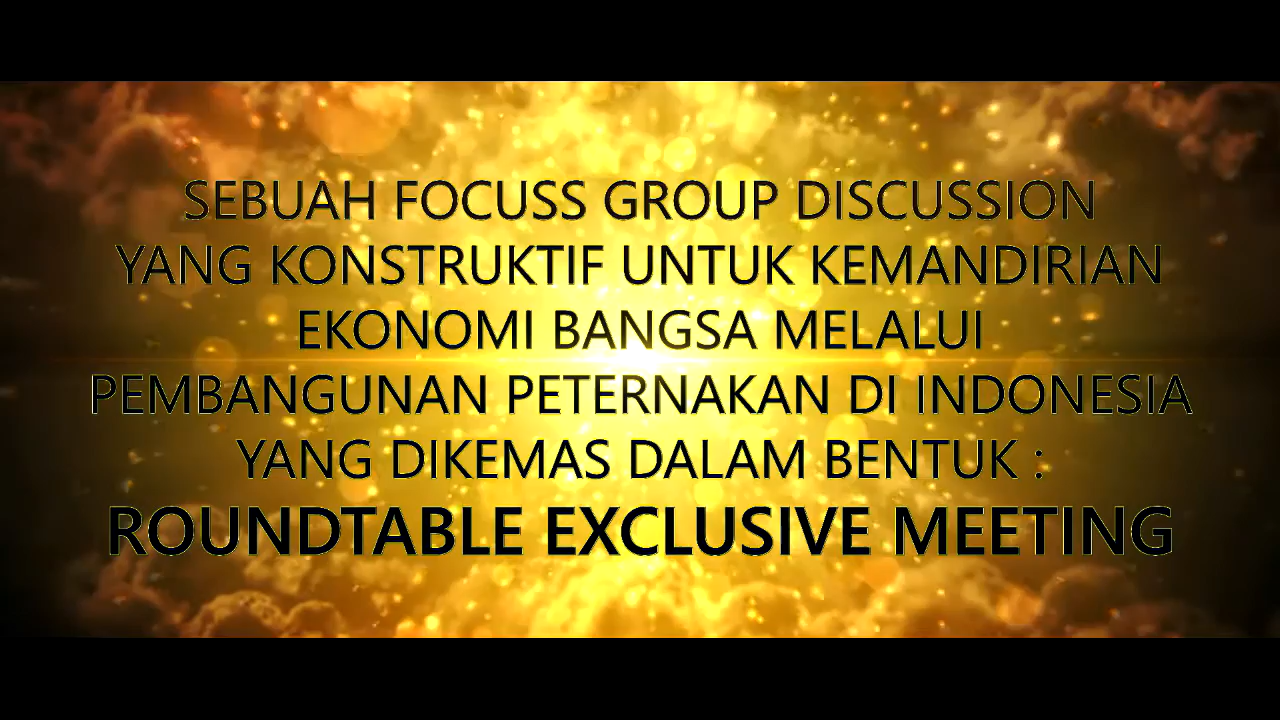 SEBUAH FOCUSS GROUP DISCUSSION
YANG KONSTRUKTIF UNTUK KEMANDIRIAN
EKONOMI BANGSA MELALUI
PEMBANGUNAN PETERNAKAN DI INDONESIA
YANG DIKEMAS DALAM BENTUK :
ROUNDTABLE EXCLUSIVE MEETING